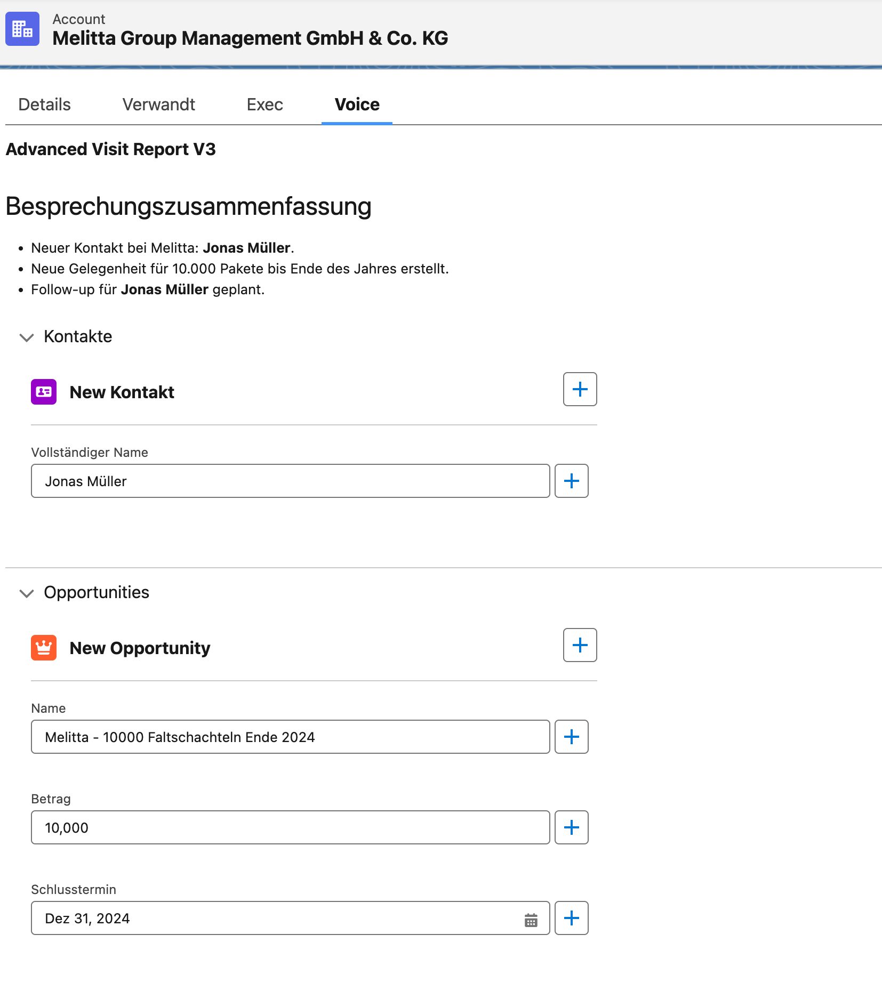 Account
Melitta Group Management GmbH & Co. KG
Details Verwandt Exec Voice
Advanced Visit Report V3
Besprechungszusammenfassung
• Neuer Kontakt bei Melitta: Jonas Müller.
• Neue Gelegenheit für 10.000 Pakete bis Ende des Jahres erstellt.
• Follow-up für Jonas Müller geplant.
Kontakte
New Kontakt
Vollständiger Name
Jonas Müller
Opportunities
New Opportunity
Name
Melitta - 10000 Faltschachteln Ende 2024
Betrag
10,000
Schlusstermin
Dez 31, 2024